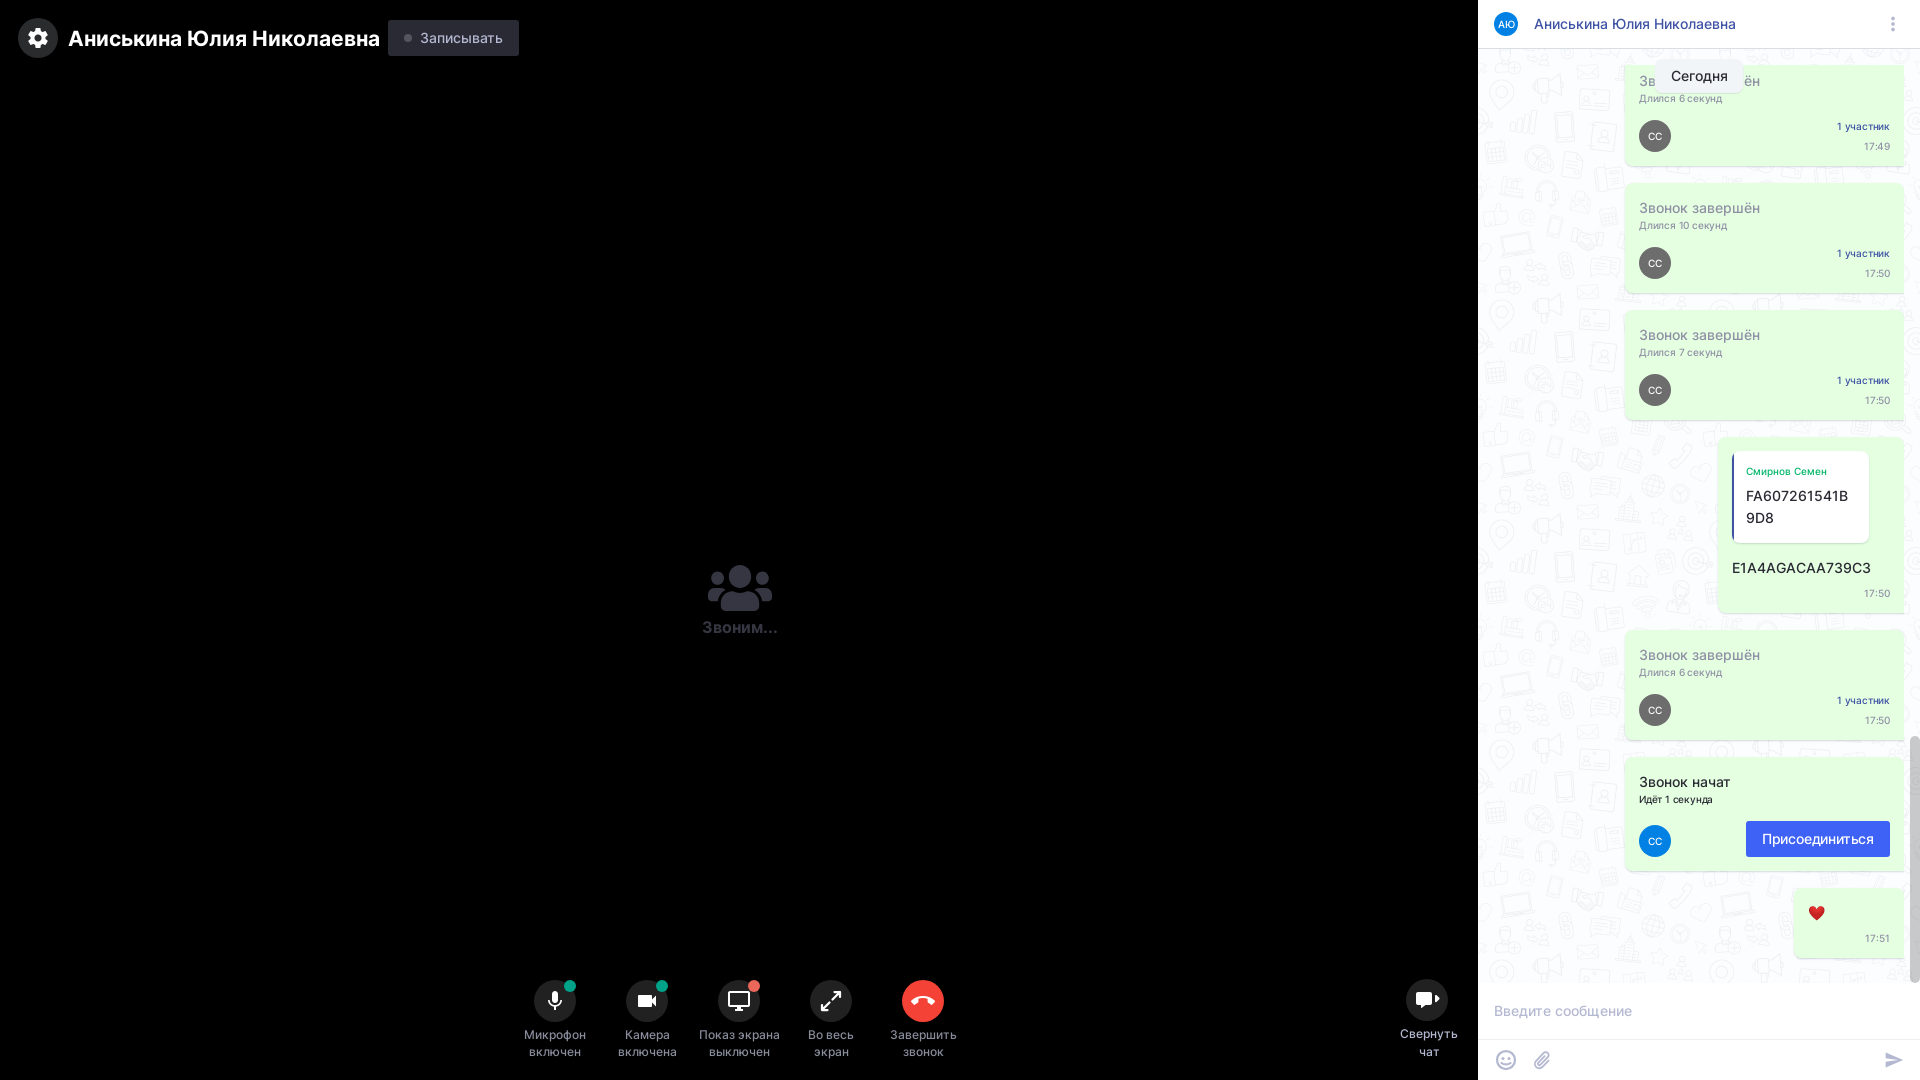 Аниськина Юлия Николаевна
Записывать
Звоним...
Микрофон
включен
Камера
включена
Показ экрана
выключен
Во весь
экран
Завершить
звонок
Свернуть
чат
АЮ
Аниськина Юлия Николаевна
Сегодня
Длился 6 секунд
СС
1 участник
17:49
Звонок завершён
Длился 10 секунд
СС
1 участник
17:50
Звонок завершён
Длился 7 секунд
СС
1 участник
17:50
Смирнов Семен
FA607261541B
9D8
E1A4AGACAA739C3
17:50
Звонок завершён
Длился 6 секунд
СС
1 участник
17:50
Звонок начат
Идёт 1 секунда
СС
Присоединиться
17:51
Введите сообщение